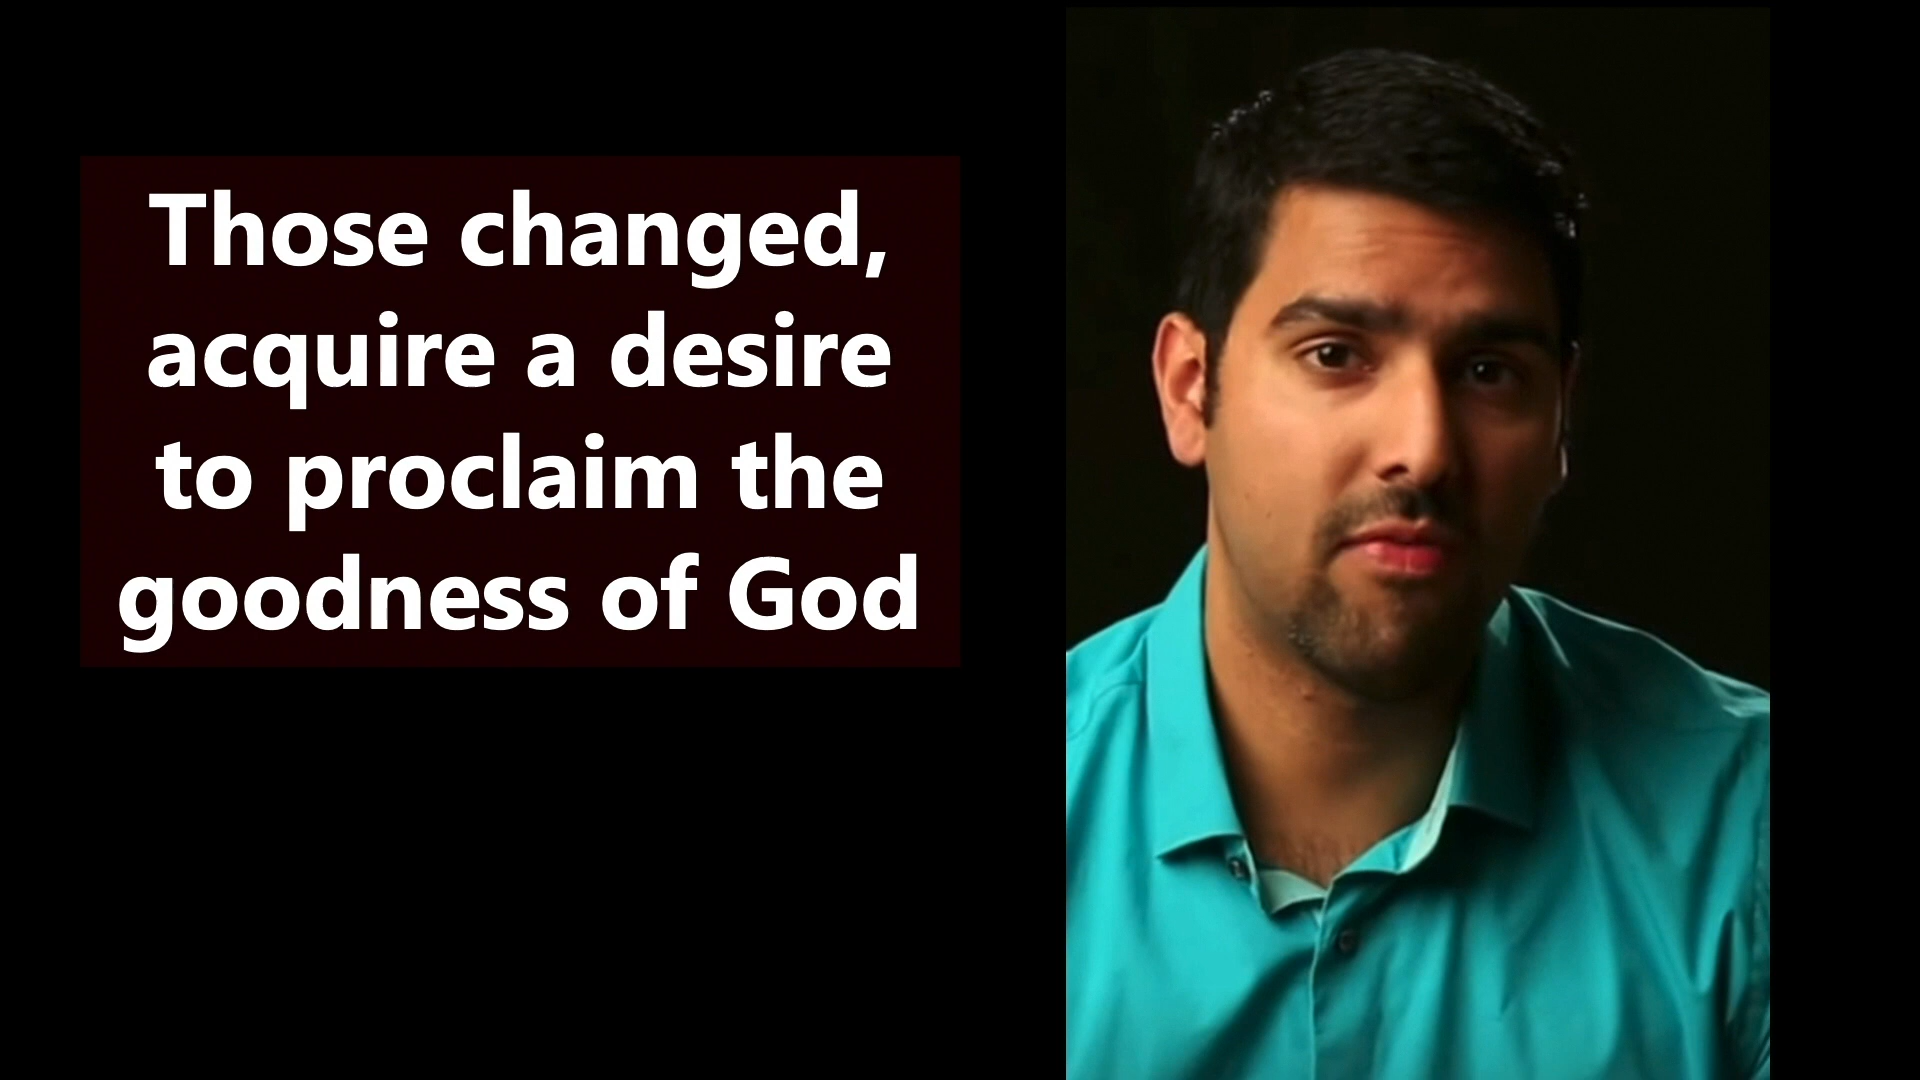 Those changed,
acquire a desire
to proclaim the
goodness of God